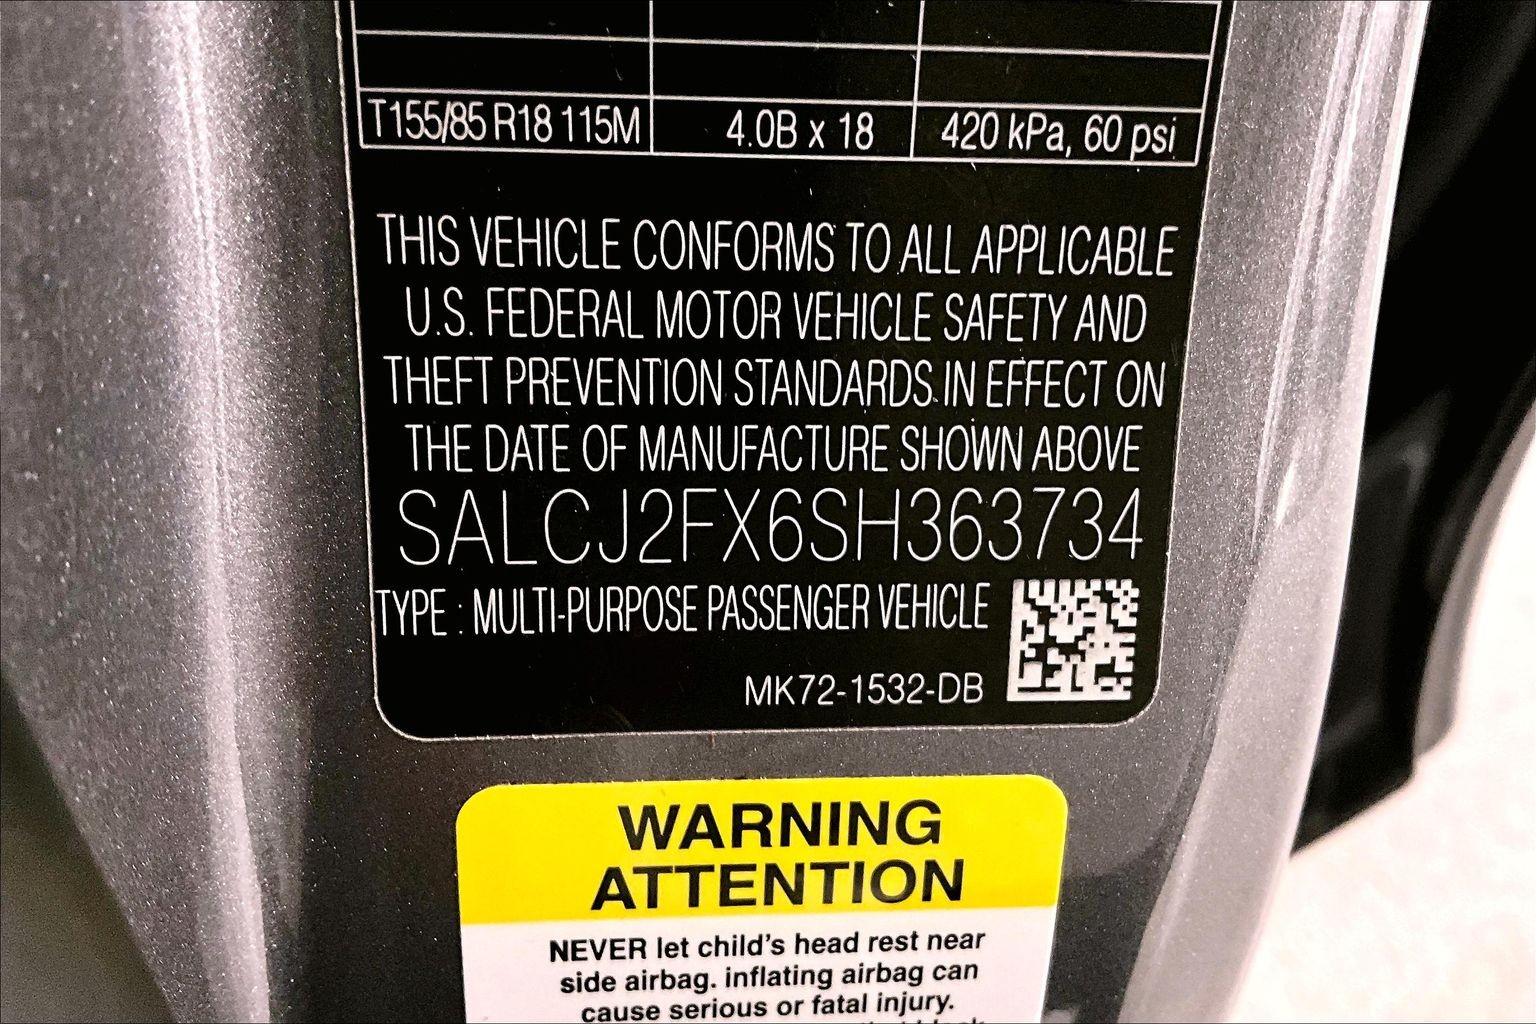 T155/85 R18 115M 4.0B x 18 420 kPa, 60 psi
THIS VEHICLE CONFORMS TO ALL APPLICABLE
U.S. FEDERAL MOTOR VEHICLE SAFETY AND
THEFT PREVENTION STANDARDS IN EFFECT ON
THE DATE OF MANUFACTURE SHOWN ABOVE
SALCJ2FX6SH363734
TYPE : MULTI-PURPOSE PASSENGER VEHICLE
MK72-1532-DB
WARNING
ATTENTION
NEVER let child's head rest near
side airbag. inflating airbag can
cause serious or fatal injury.